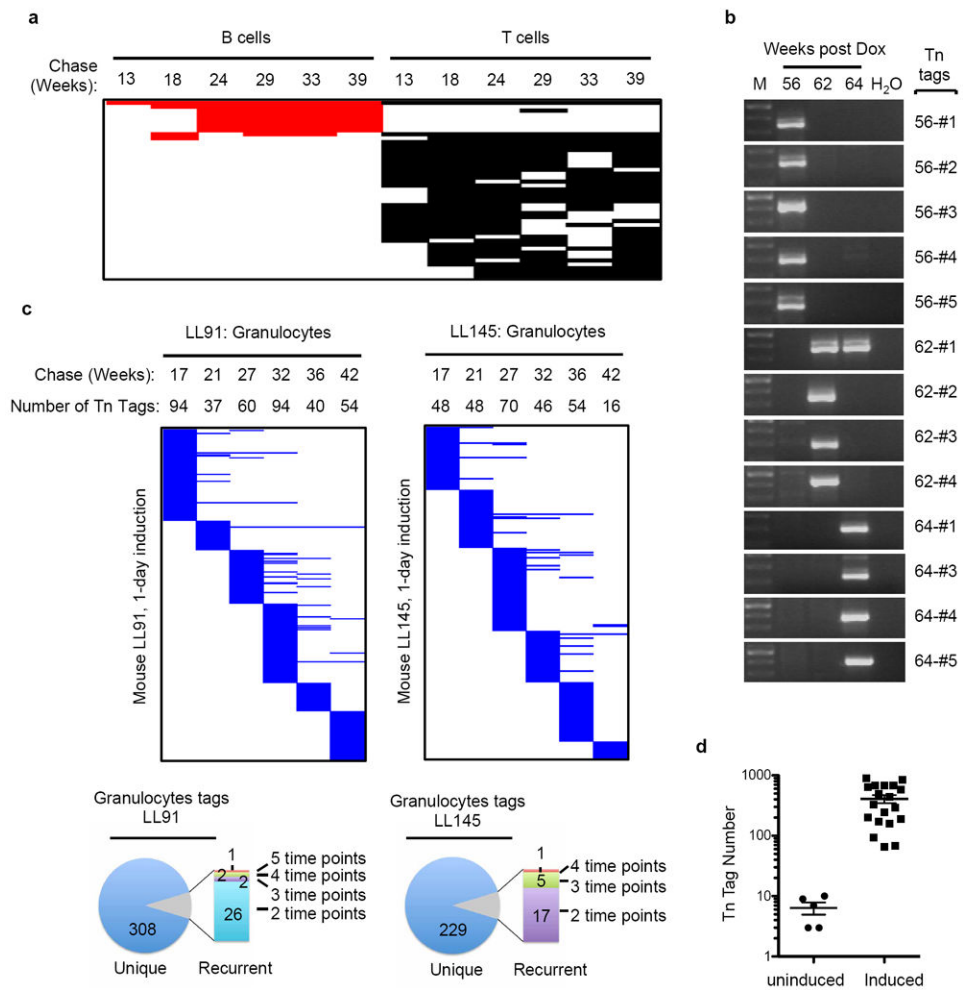 a
B cells T cells
Chase (Weeks): 13 18 24 29 33 39 13 18 24 29 33 39
b
Weeks post Dox
M 56 62 64 H2O
Tn tags
56-#1
56-#2
56-#3
56-#4
56-#5
62-#1
62-#2
62-#3
62-#4
64-#1
64-#3
64-#4
64-#5
c
LL91: Granulocytes LL145: Granulocytes
Chase (Weeks): 17 21 27 32 36 42 17 21 27 32 36 42
Number of Tn Tags: 94 37 60 94 40 54 48 48 70 46 54 16
Mouse LL91, 1-day induction
Mouse LL145, 1-day induction
Granulocytes tags
LL91
1
2
2
26
308
5 time points
4 time points
3 time points
2 time points
Unique Recurrent
Granulocytes tags
LL145
1
5
17
229
4 time points
3 time points
2 time points
Unique Recurrent
d
Tn Tag Number
1000
100
10
1
uninduced Induced